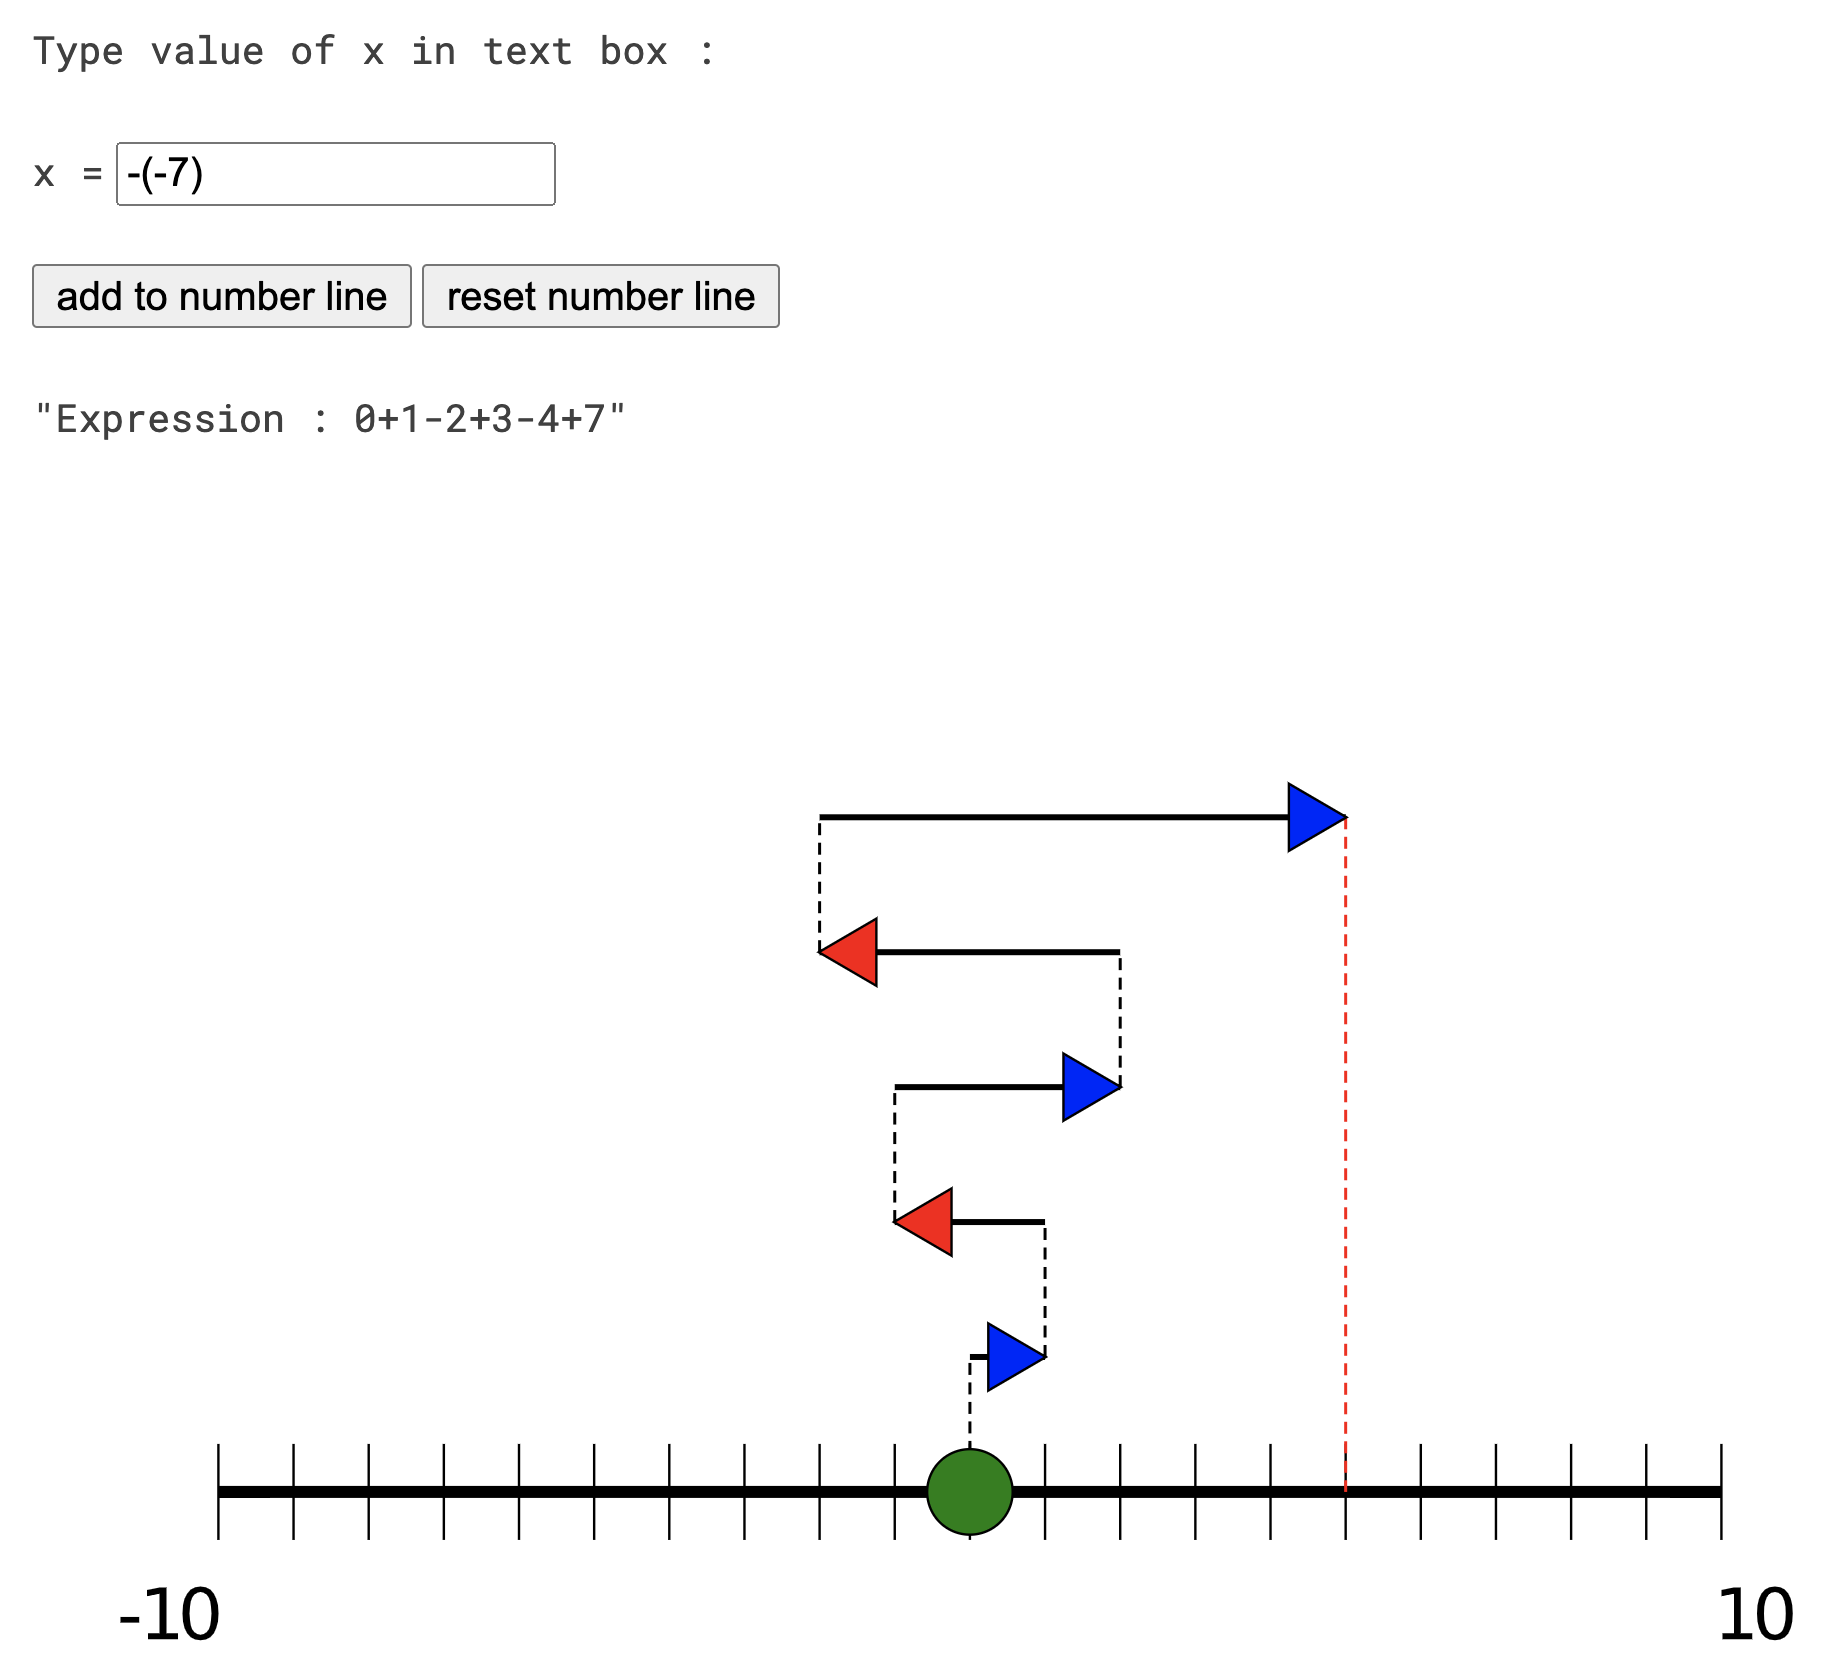 Type value of x in text box :
x = -(-7)
add to number line reset number line
"Expression : 0+1-2+3-4+7"
-10 10